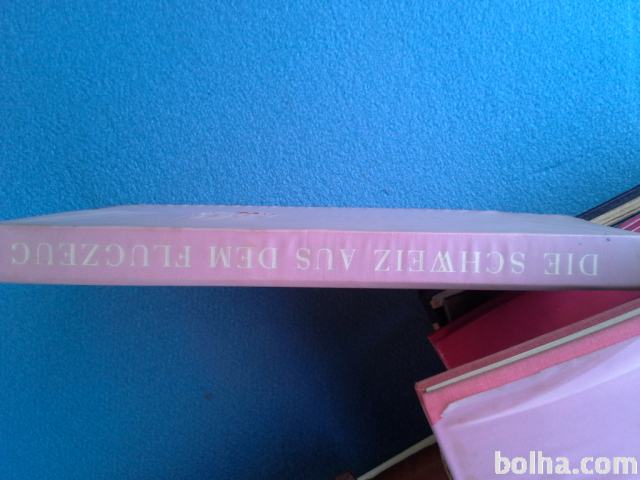 DIE SCHWEIZ AUS DEM FLUGZEUG
bolha.com